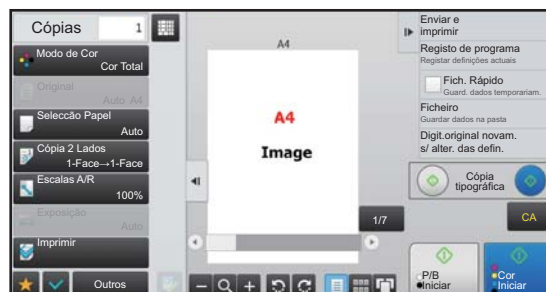 Cópias 1
Modo de Cor
Cor Total
Original
Auto A4
Seleccão Papel
Auto
Cópia 2 Lados
1-Face→1-Face
Escalas A/R
100%
Exposição
Auto
Imprimir
Outros
A4
A4
Image
1/7
Enviar e
imprimir
Registo de programa
Registar definições actuais
Fich. Rápido
Guard. dados temporariam.
Ficheiro
Guardar dados na pasta
Digit.original novam.
s/ alter. das defin.
Cópia
tipográfica
CA
P/B
Iniciar
Cor
Iniciar